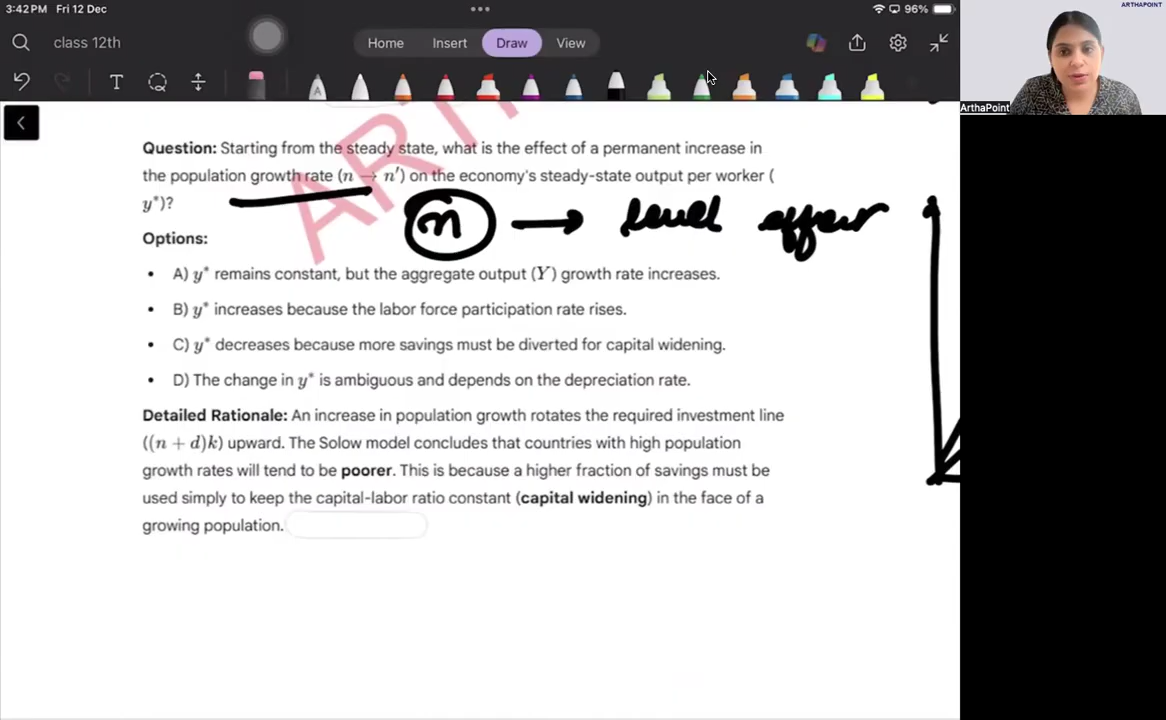 3:42 PM Fri 12 Dec
96%
ARTHAPOINT
class 12th
Home Insert Draw View
ArthaPoint
Question: Starting from the steady state, what is the effect of a permanent increase in
the population growth rate (n → n′) on the economy's steady-state output per worker (
y*)?
n → level effect
Options:
• A) y* remains constant, but the aggregate output (Y) growth rate increases.
• B) y* increases because the labor force participation rate rises.
• C) y* decreases because more savings must be diverted for capital widening.
• D) The change in y* is ambiguous and depends on the depreciation rate.
Detailed Rationale: An increase in population growth rotates the required investment line
((n + d)k) upward. The Solow model concludes that countries with high population
growth rates will tend to be poorer. This is because a higher fraction of savings must be
used simply to keep the capital-labor ratio constant (capital widening) in the face of a
growing population.